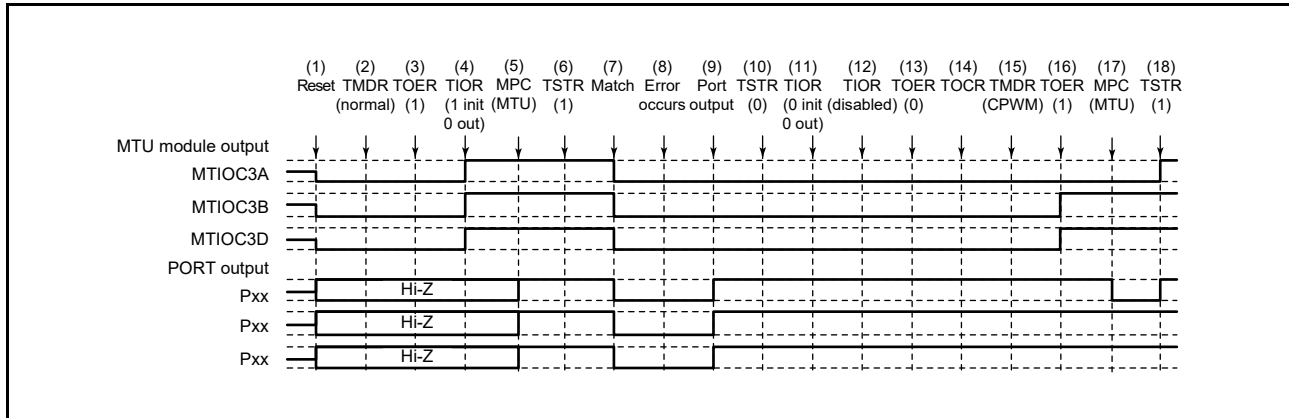 (1) (2) (3) (4) (5) (6) (7) (8) (9) (10) (11) (12) (13) (14) (15) (16) (17) (18)
Reset TMDR TOER TIOR MPC TSTR Match Error Port TSTR TIOR TIOR TOER TOCR TMDR TOER MPC TSTR
(normal) (1) (1 init (MTU) (1) occurs output (0) (0 init (disabled) (0) (CPWM) (1) (MTU) (1)
0 out) 0 out)
MTU module output
MTIOC3A
MTIOC3B
MTIOC3D
PORT output
Pxx Hi-Z
Pxx Hi-Z
Pxx Hi-Z